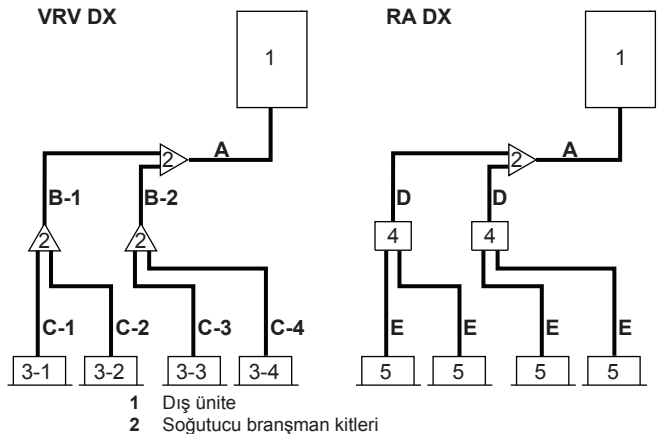 VRV DX RA DX
1 1
2 A 2 A
B-1 B-2 D D
2 2 4 4
C-1 C-2 C-3 C-4 E E E E
3-1 3-2 3-3 3-4 5 5 5 5
1 Dış ünite
2 Soğutucu branşman kitleri